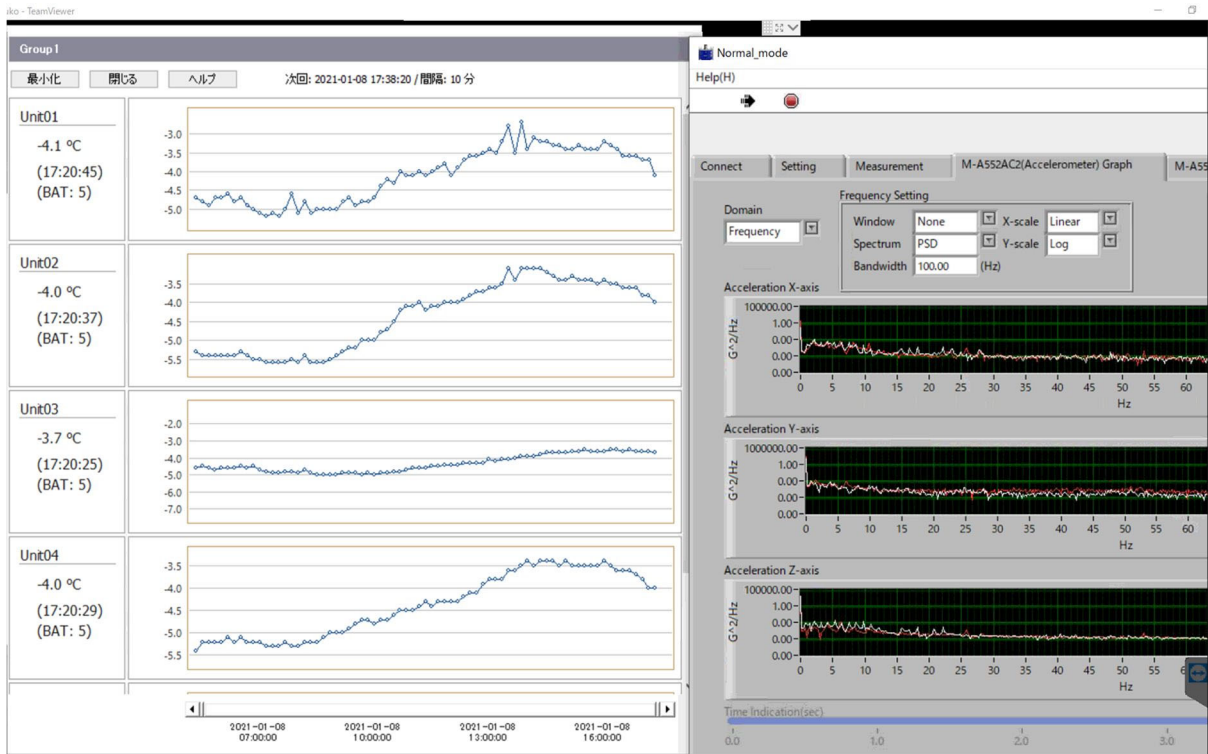 iko - TeamViewer
Group1
最小化 閉じる ヘルプ 次回: 2021-01-08 17:38:20 / 間隔: 10 分
Unit01
-4.1 ℃
(17:20:45)
(BAT: 5)
-3.0
-3.5
-4.0
-4.5
-5.0
Unit02
-4.0 ℃
(17:20:37)
(BAT: 5)
-3.5
-4.0
-4.5
-5.0
-5.5
Unit03
-3.7 ℃
(17:20:25)
(BAT: 5)
-2.0
-3.0
-4.0
-5.0
-6.0
-7.0
Unit04
-4.0 ℃
(17:20:29)
(BAT: 5)
-3.5
-4.0
-4.5
-5.0
-5.5
2021-01-08 2021-01-08 2021-01-08 2021-01-08
07:00:00 10:00:00 13:00:00 16:00:00
Normal_mode
Help(H)
Connect Setting Measurement M-A552AC2(Accelerometer) Graph M-A55
Domain
Frequency
Frequency Setting
Window None X-scale Linear
Spectrum PSD Y-scale Log
Bandwidth 100.00 (Hz)
Acceleration X-axis
G^2/Hz
100000.00
1.00
0.00
0.00
0.00
0 5 10 15 20 25 30 35 40 45 50 55 60
Hz
Acceleration Y-axis
G^2/Hz
1000000.00
1.00
0.00
0.00
0.00
0 5 10 15 20 25 30 35 40 45 50 55 60
Hz
Acceleration Z-axis
G^2/Hz
100000.00
1.00
0.00
0.00
0.00
0 5 10 15 20 25 30 35 40 45 50 55
Hz
Time Indication(sec)
0.0 1.0 2.0 3.0